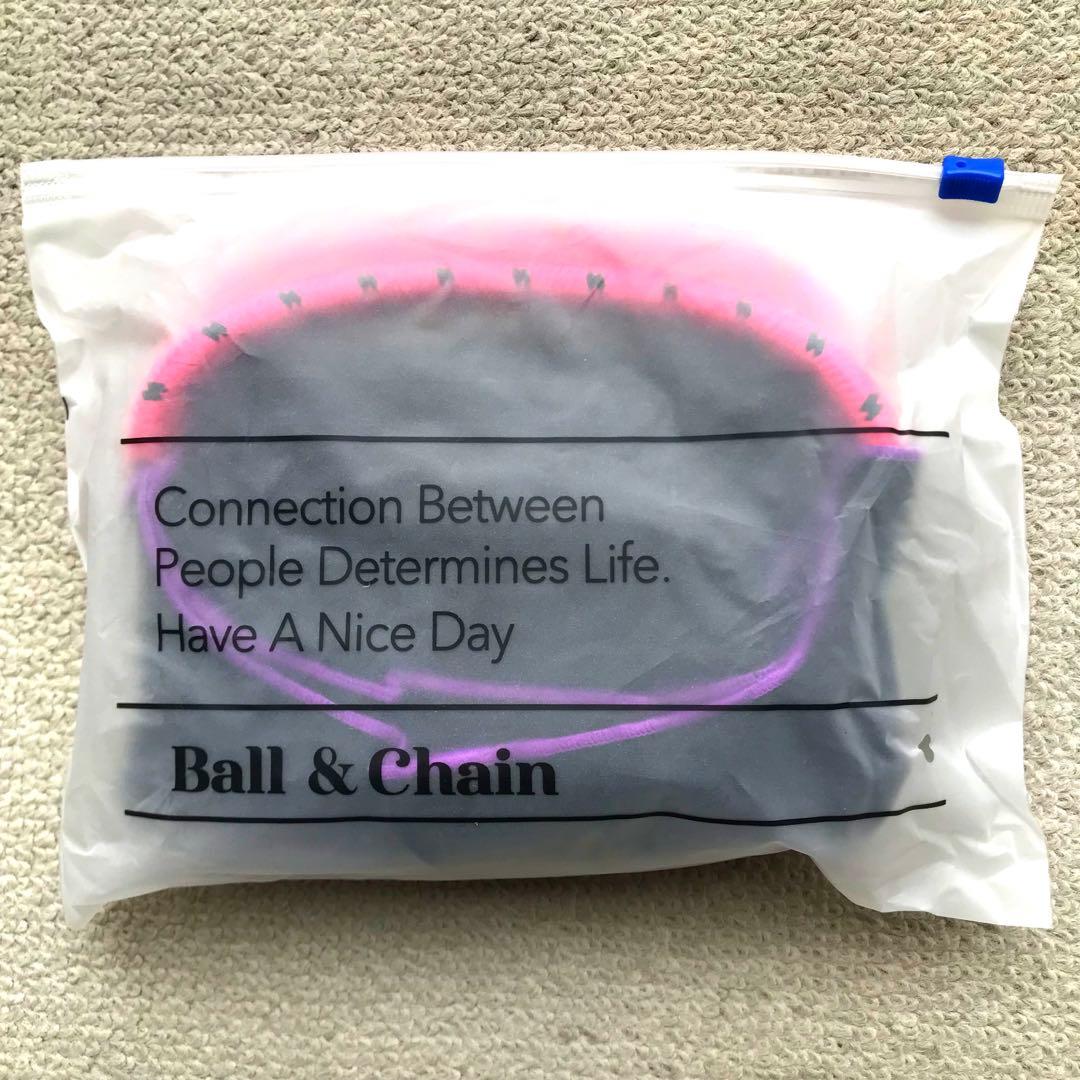 Connection Between
People Determines Life.
Have A Nice Day
Ball & Chain